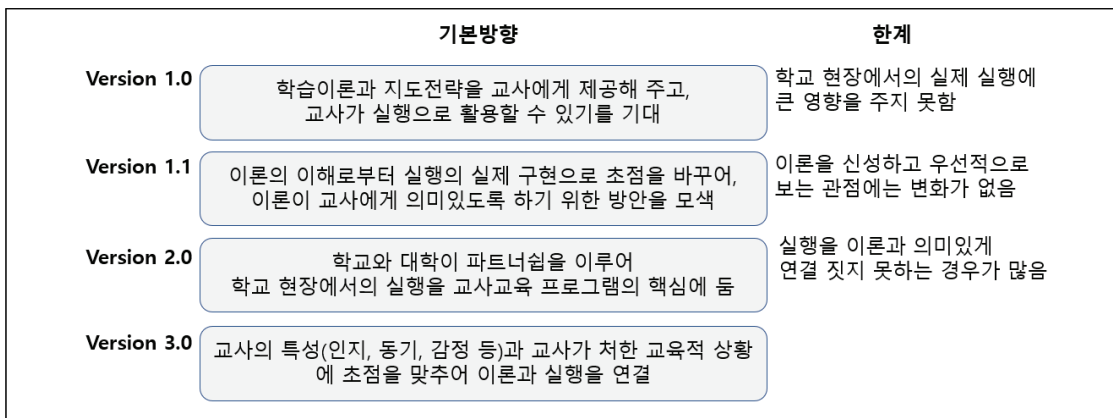 기본방향 한계
Version 1.0
학습이론과 지도전략을 교사에게 제공해 주고,
교사가 실행으로 활용할 수 있기를 기대
학교 현장에서의 실제 실행에
큰 영향을 주지 못함
Version 1.1
이론의 이해로부터 실행의 실제 구현으로 초점을 바꾸어,
이론이 교사에게 의미있도록 하기 위한 방안을 모색
이론을 신성하고 우선적으로
보는 관점에는 변화가 없음
Version 2.0
학교와 대학이 파트너쉽을 이루어
학교 현장에서의 실행을 교사교육 프로그램의 핵심에 둠
실행을 이론과 의미있게
연결 짓지 못하는 경우가 많음
Version 3.0
교사의 특성(인지, 동기, 감정 등)과 교사가 처한 교육적 상황
에 초점을 맞추어 이론과 실행을 연결